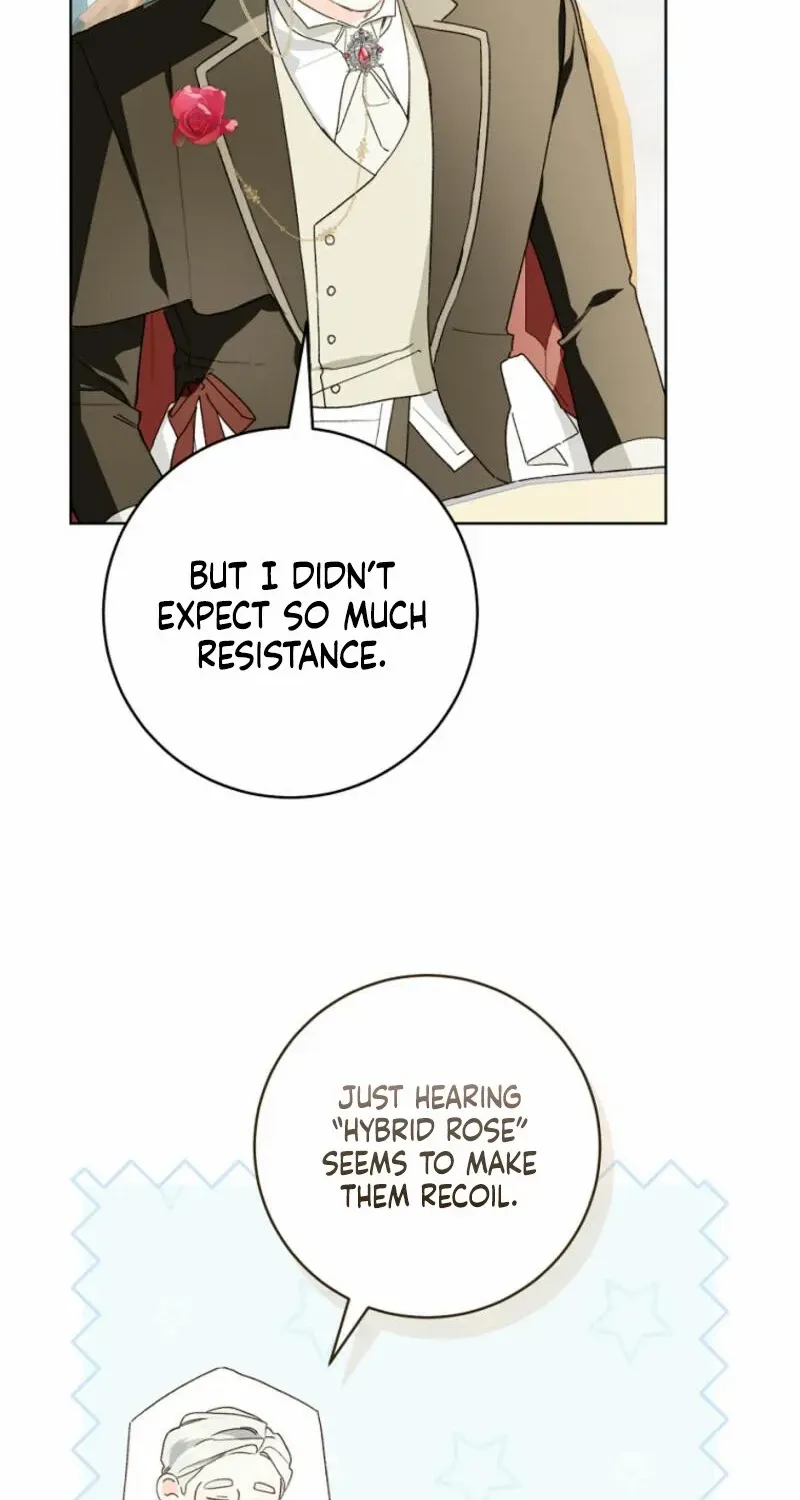 BUT I DIDN'T
EXPECT SO MUCH
RESISTANCE.
JUST HEARING
“HYBRID ROSE”
SEEMS TO MAKE
THEM RECOIL.